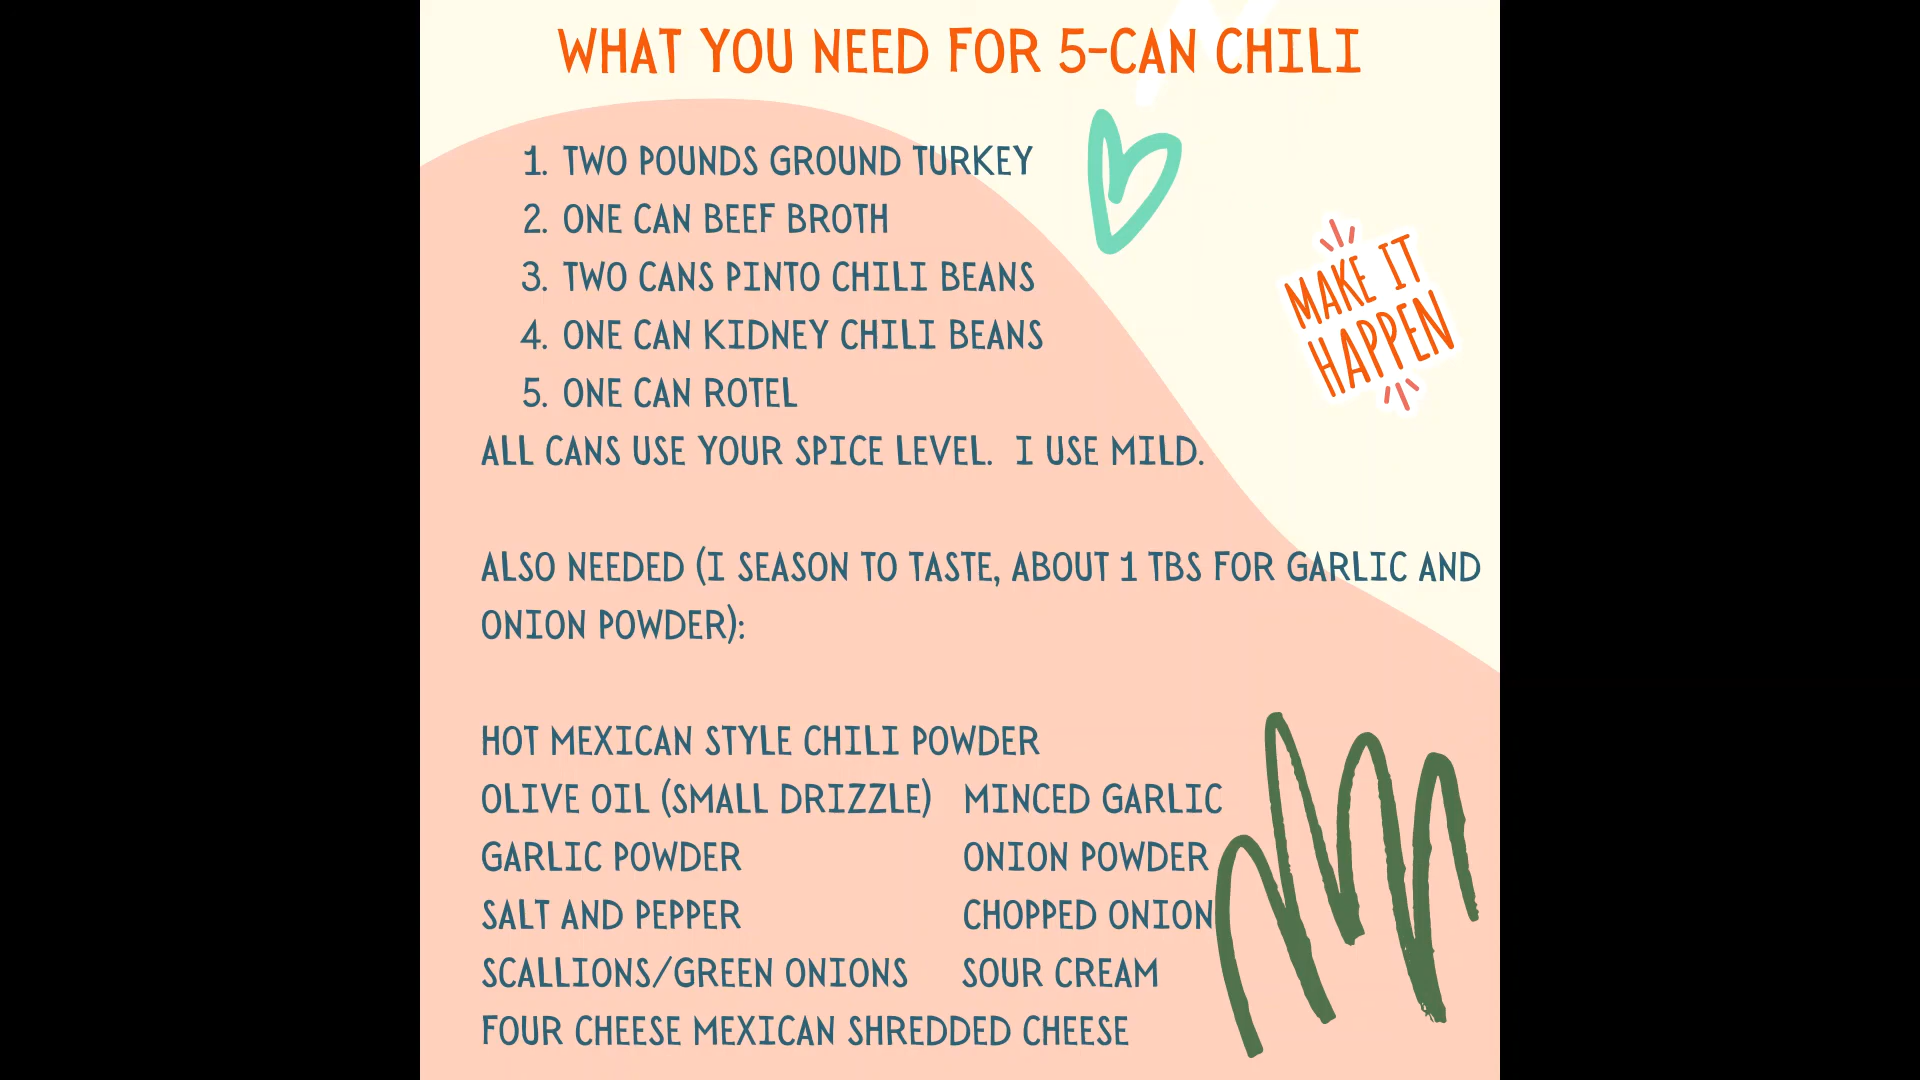 WHAT YOU NEED FOR 5-CAN CHILI
1. TWO POUNDS GROUND TURKEY
2. ONE CAN BEEF BROTH
3. TWO CANS PINTO CHILI BEANS
4. ONE CAN KIDNEY CHILI BEANS
5. ONE CAN ROTEL
ALL CANS USE YOUR SPICE LEVEL. I USE MILD.
MAKE IT
HAPPEN
ALSO NEEDED (I SEASON TO TASTE, ABOUT 1 TBS FOR GARLIC AND
ONION POWDER):
HOT MEXICAN STYLE CHILI POWDER
OLIVE OIL (SMALL DRIZZLE) MINCED GARLIC
GARLIC POWDER ONION POWDER
SALT AND PEPPER CHOPPED ONION
SCALLIONS/GREEN ONIONS SOUR CREAM
FOUR CHEESE MEXICAN SHREDDED CHEESE